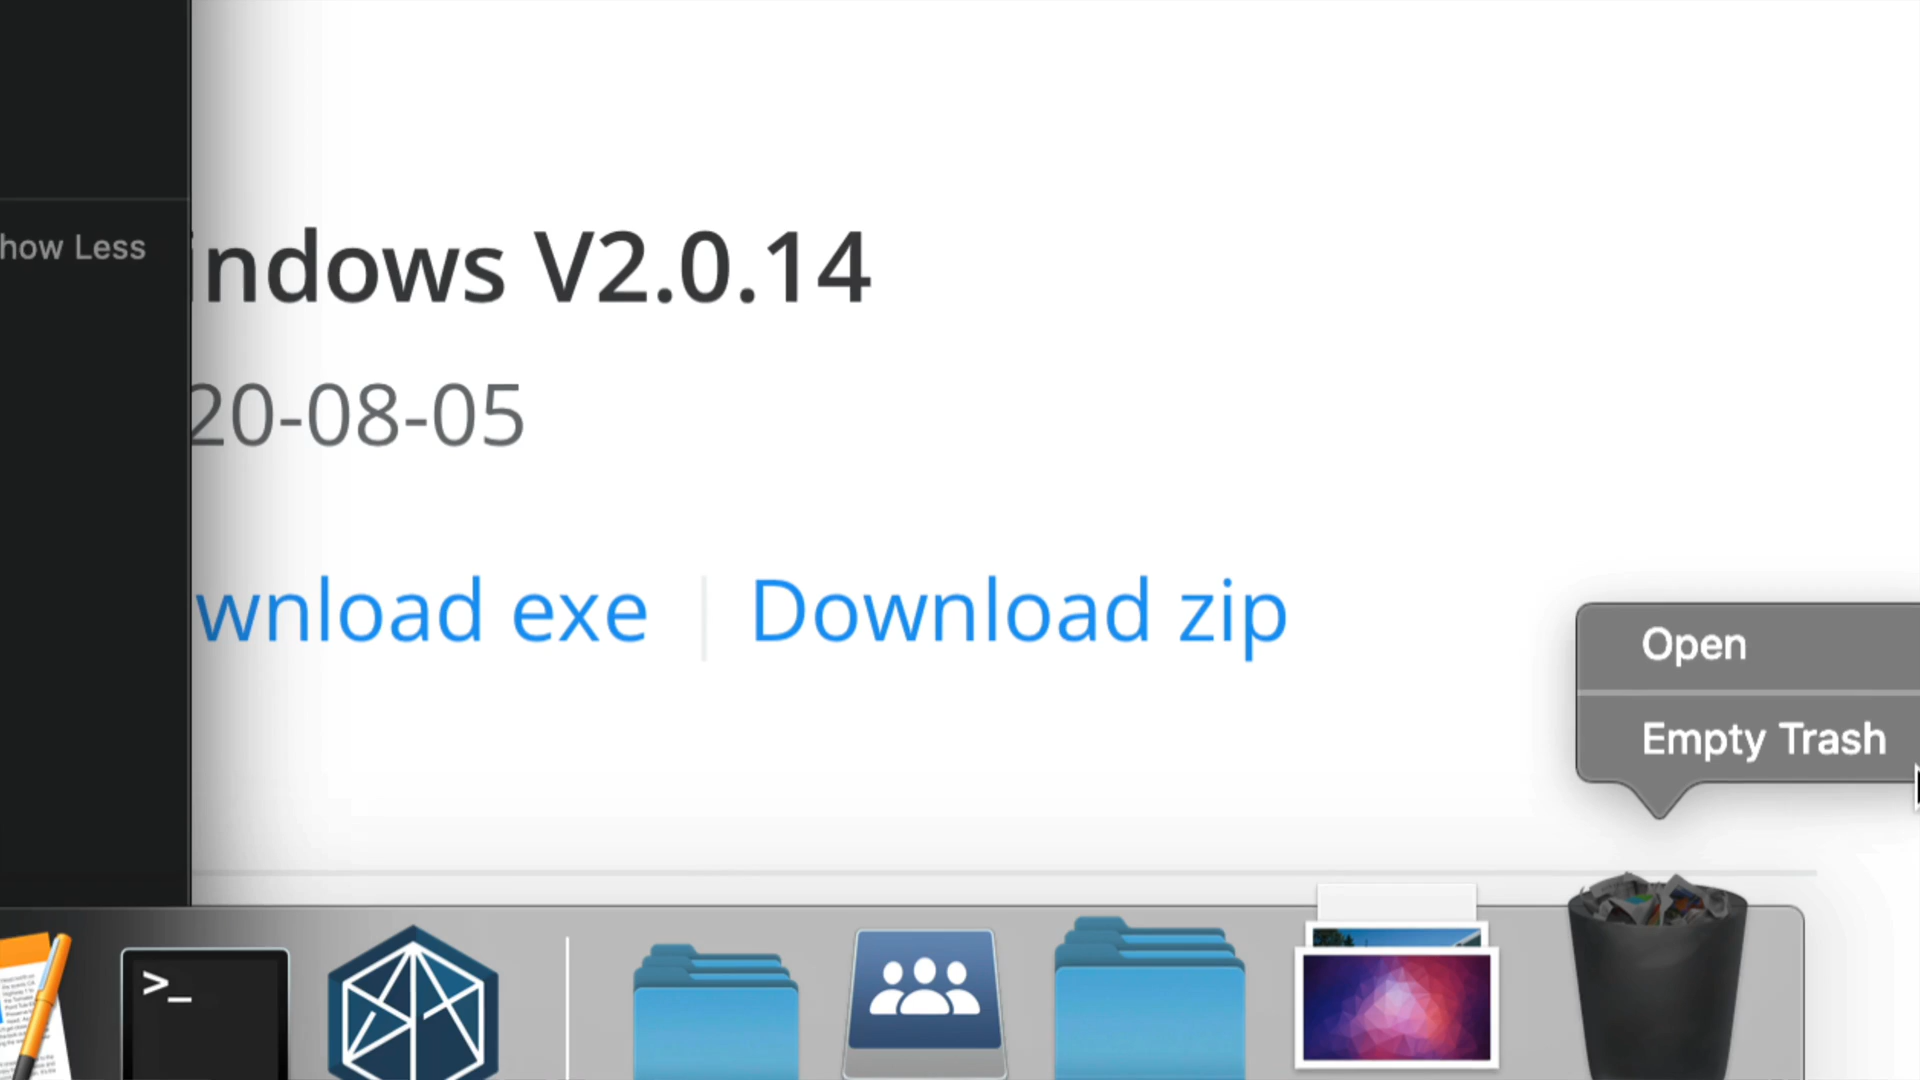 how Less
indows V2.0.14
20-08-05
wnload exe
Download zip
Open
Empty Trash
>_